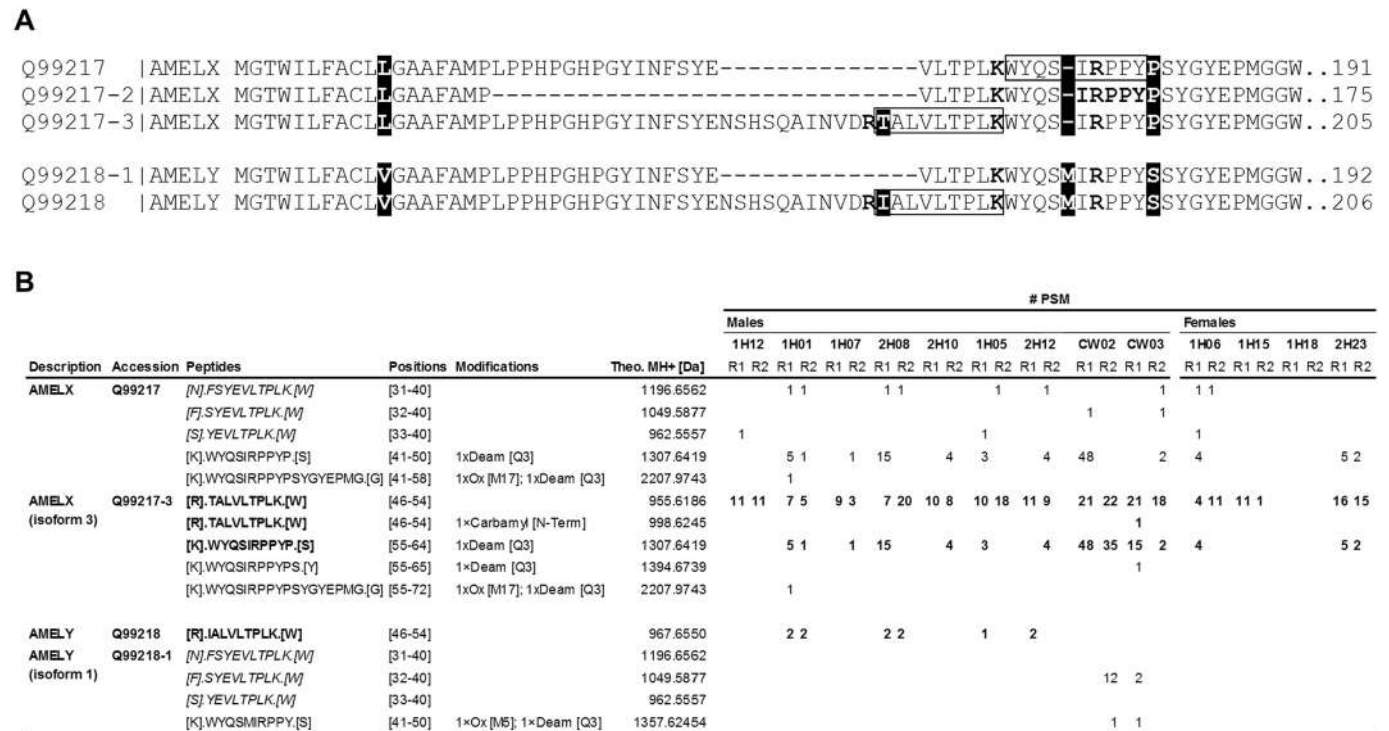 A
Q99217 |AMELX MGTWILFACLLGAAFAMPLPPHPGHPGYINFSYE--------------VLTPLKWYQS-IRPPYPSYGYEPMGGW..191
Q99217-2|AMELX MGTWILFACLLGAAFAMP------------------------------VLTPLKWYQS-IRPPYPSYGYEPMGGW..175
Q99217-3|AMELX MGTWILFACLLGAAFAMPLPPHPGHPGYINFSYENSHSQAINVDRTALVLTPLKWYQS-IRPPYPSYGYEPMGGW..205
Q99218-1|AMELY MGTWILFACLVGAAFAMPLPPHPGHPGYINFSYE--------------VLTPLKWYQSMIRPPYSSYGYEPMGGW..192
Q99218 |AMELY MGTWILFACLVGAAFAMPLPPHPGHPGYINFSYENSHSQAINVDRIALVLTPLKWYQSMIRPPYSSYGYEPMGGW..206
B
# PSM
Males Females
1H12 1H01 1H07 2H08 2H10 1H05 2H12 CW02 CW03 1H06 1H15 1H18 2H23
Description Accession Peptides Positions Modifications Theo. MH+ [Da] R1 R2 R1 R2 R1 R2 R1 R2 R1 R2 R1 R2 R1 R2 R1 R2 R1 R2 R1 R2 R1 R2 R1 R2 R1 R2
AMELX Q99217 [N].FSYEVLTPLK.[W] [31-40] 1196.6562 1 1 1 1 1 1 1 1 1
[F].SYEVLTPLK.[W] [32-40] 1049.5877 1 1
[S].YEVLTPLK.[W] [33-40] 962.5557 1 1 1
[K].WYQSIRPPYP.[S] [41-50] 1xDeam [Q3] 1307.6419 5 1 1 15 4 3 4 48 2 4 5 2
[K].WYQSIRPPYPSYGYEPMG.[G] [41-58] 1xOx [M17]; 1xDeam [Q3] 2207.9743 1
AMELX Q99217-3 [R].TALVLTPLK.[W] [46-54] 955.6186 11 11 7 5 9 3 7 20 10 8 10 18 11 9 21 22 21 18 4 11 11 1 16 15
(isoform 3) [R].TALVLTPLK.[W] [46-54] 1×Carbamyl [N-Term] 998.6245 1
[K].WYQSIRPPYP.[S] [55-64] 1xDeam [Q3] 1307.6419 5 1 1 15 4 3 4 48 35 15 2 4 5 2
[K].WYQSIRPPYPS.[Y] [55-65] 1×Deam [Q3] 1394.6739 1
[K].WYQSIRPPYPSYGYEPMG.[G] [55-72] 1xOx [M17]; 1xDeam [Q3] 2207.9743 1
AMELY Q99218 [R].IALVLTPLK.[W] [46-54] 967.6550 2 2 2 2 1 2
AMELY Q99218-1 [N].FSYEVLTPLK.[W] [31-40] 1196.6562
(isoform 1) [F].SYEVLTPLK.[W] [32-40] 1049.5877 12 2
[S].YEVLTPLK.[W] [33-40] 962.5557
[K].WYQSMIRPPY.[S] [41-50] 1×Ox [M5]; 1×Deam [Q3] 1357.62454 1 1